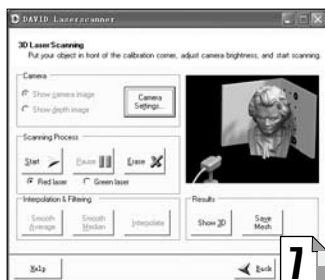 DAVID Laserscanner
3D Laser Scanning
Put your object in front of the calibration corner, adjust camera brightness, and start scanning.
Camera
Show camera image
Show depth image
Camera
Settings...
Scanning Process
Start
Pause
Erase
Red laser
Green laser
Interpolation & Filtering
Smooth
Average
Smooth
Median
Interpolate
Results
Show 3D
Save
Mesh
Help
Back
7